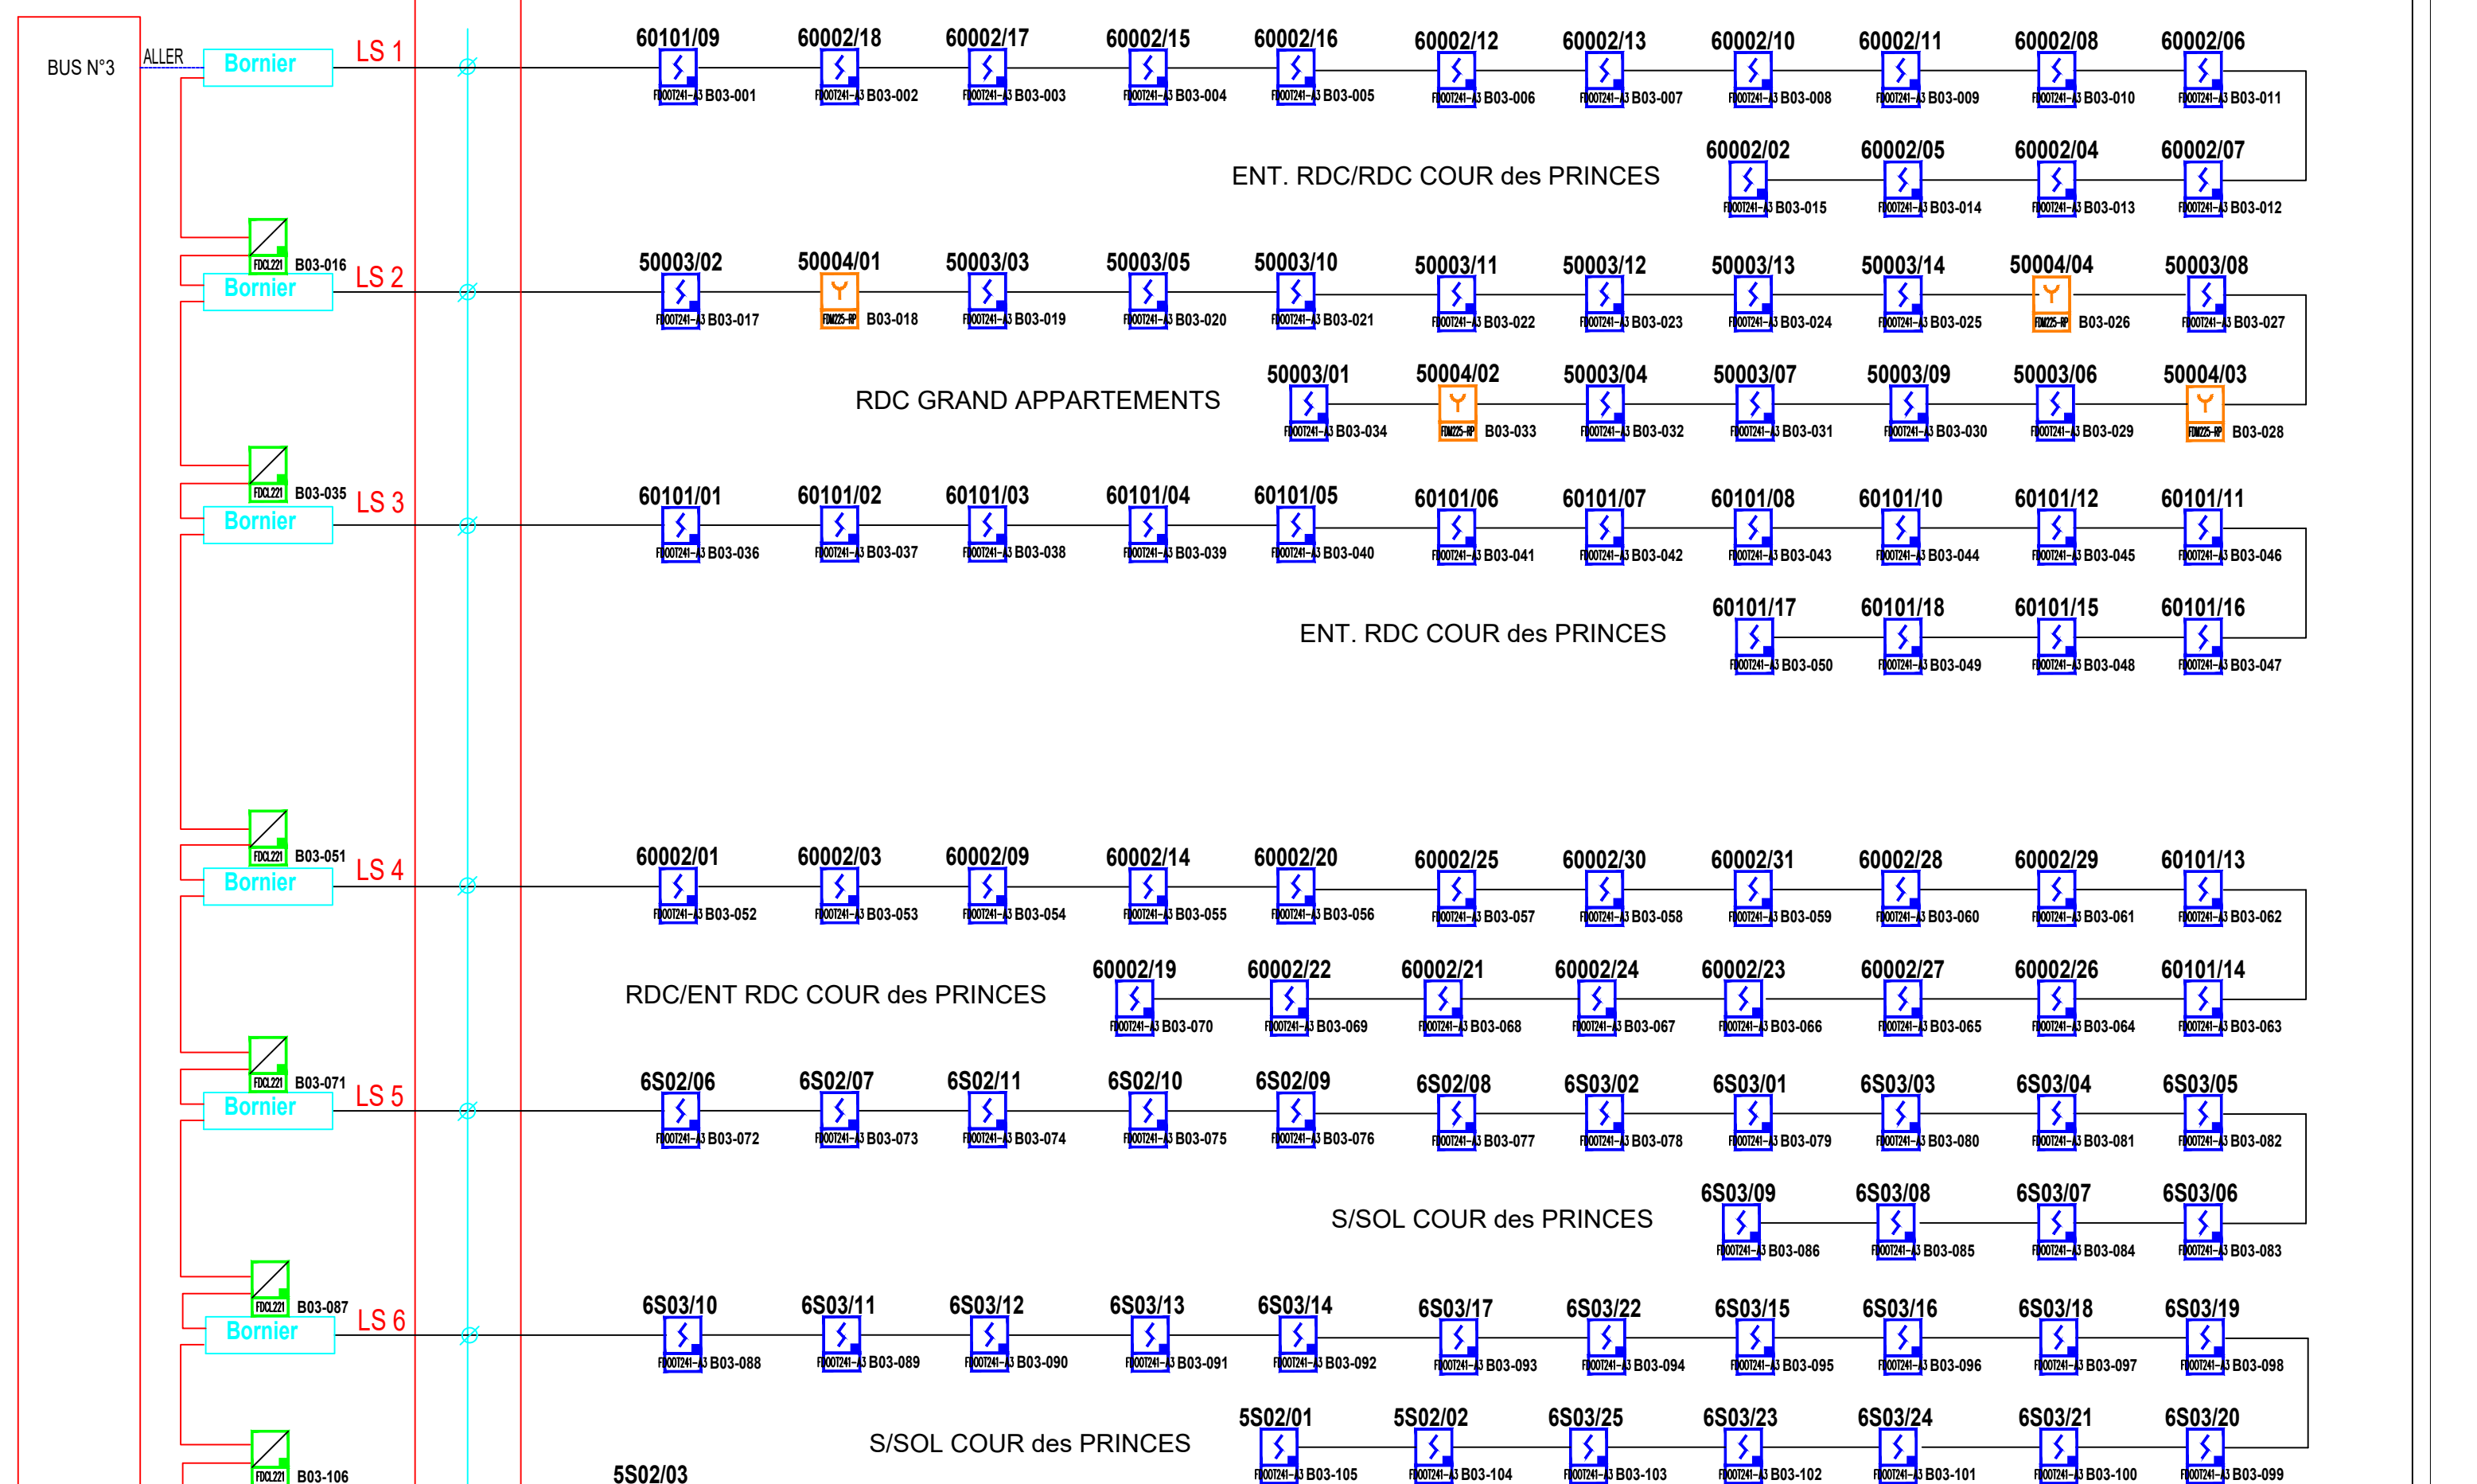 BUS N°3
ALLER
Bornier
LS 1
60101/09 60002/18 60002/17 60002/15 60002/16 60002/12 60002/13 60002/10 60002/11 60002/08 60002/06
B03-001 B03-002 B03-003 B03-004 B03-005 B03-006 B03-007 B03-008 B03-009 B03-010 B03-011
60002/02 60002/05 60002/04 60002/07
ENT. RDC/RDC COUR des PRINCES
B03-015 B03-014 B03-013 B03-012
FDCL221 B03-016
Bornier
LS 2
50003/02 50004/01 50003/03 50003/05 50003/10 50003/11 50003/12 50003/13 50003/14 50004/04 50003/08
B03-017 FDM225-RP B03-018 B03-019 B03-020 B03-021 B03-022 B03-023 B03-024 B03-025 FDM225-RP B03-026 B03-027
50003/01 50004/02 50003/04 50003/07 50003/09 50003/06 50004/03
RDC GRAND APPARTEMENTS
B03-034 FDM225-RP B03-033 B03-032 B03-031 B03-030 B03-029 FDM225-RP B03-028
FDCL221 B03-035
Bornier
LS 3
60101/01 60101/02 60101/03 60101/04 60101/05 60101/06 60101/07 60101/08 60101/10 60101/12 60101/11
B03-036 B03-037 B03-038 B03-039 B03-040 B03-041 B03-042 B03-043 B03-044 B03-045 B03-046
60101/17 60101/18 60101/15 60101/16
ENT. RDC COUR des PRINCES
B03-050 B03-049 B03-048 B03-047
FDCL221 B03-051
Bornier
LS 4
60002/01 60002/03 60002/09 60002/14 60002/20 60002/25 60002/30 60002/31 60002/28 60002/29 60101/13
B03-052 B03-053 B03-054 B03-055 B03-056 B03-057 B03-058 B03-059 B03-060 B03-061 B03-062
60002/19 60002/22 60002/21 60002/24 60002/23 60002/27 60002/26 60101/14
RDC/ENT RDC COUR des PRINCES
B03-070 B03-069 B03-068 B03-067 B03-066 B03-065 B03-064 B03-063
FDCL221 B03-071
Bornier
LS 5
6S02/06 6S02/07 6S02/11 6S02/10 6S02/09 6S02/08 6S03/02 6S03/01 6S03/03 6S03/04 6S03/05
B03-072 B03-073 B03-074 B03-075 B03-076 B03-077 B03-078 B03-079 B03-080 B03-081 B03-082
6S03/09 6S03/08 6S03/07 6S03/06
S/SOL COUR des PRINCES
B03-086 B03-085 B03-084 B03-083
FDCL221 B03-087
Bornier
LS 6
6S03/10 6S03/11 6S03/12 6S03/13 6S03/14 6S03/17 6S03/22 6S03/15 6S03/16 6S03/18 6S03/19
B03-088 B03-089 B03-090 B03-091 B03-092 B03-093 B03-094 B03-095 B03-096 B03-097 B03-098
5S02/01 5S02/02 6S03/25 6S03/23 6S03/24 6S03/21 6S03/20
S/SOL COUR des PRINCES
B03-105 B03-104 B03-103 B03-102 B03-101 B03-100 B03-099
FDCL221 B03-106
5S02/03